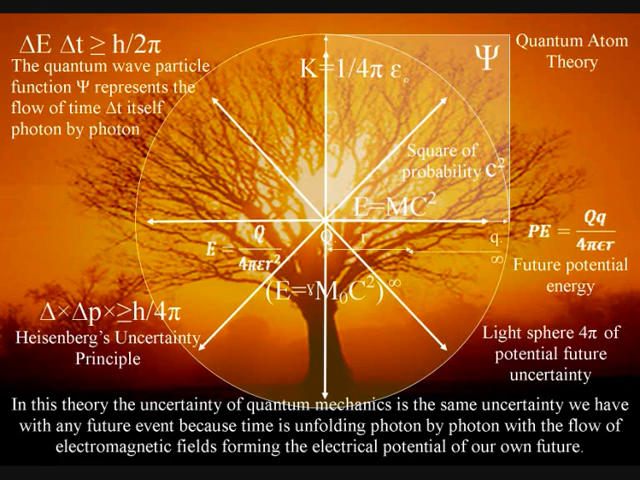 ΔE Δt ≥ h/2π
The quantum wave particle
function Ψ represents the
flow of time Δt itself
photon by photon
K=1/4π ε₀
Ψ
Quantum Atom
Theory
Square of
probability c²
E=MC²
E = Q/4πεr²
Q
r
q.
∞
PE = Qq/4πεr
Future potential
energy
(E=ᵞM₀C²)∞
Δ×Δp×≥h/4π
Heisenberg's Uncertainty
Principle
Light sphere 4π of
potential future
uncertainty
In this theory the uncertainty of quantum mechanics is the same uncertainty we have
with any future event because time is unfolding photon by photon with the flow of
electromagnetic fields forming the electrical potential of our own future.